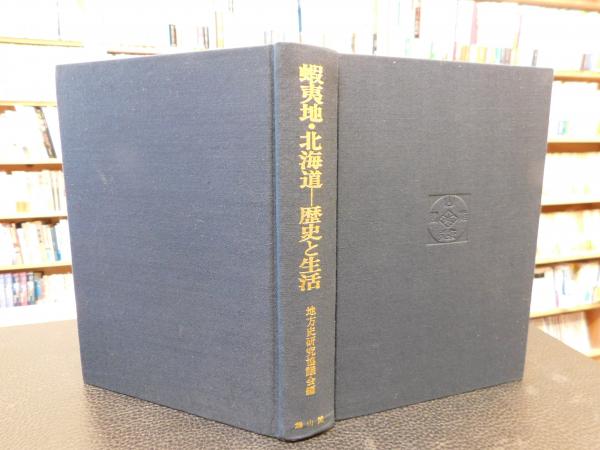 蝦夷地・北海道―歴史と生活
地方史研究協議会編
雄山閣